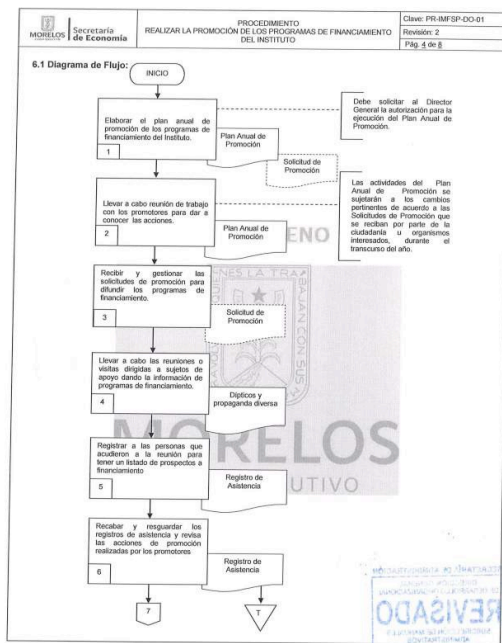 MORELOS
Secretaría
de Economía
PROCEDIMIENTO
REALIZAR LA PROMOCIÓN DE LOS PROGRAMAS DE FINANCIAMIENTO
DEL INSTITUTO
Clave: PR-IMFSP-DO-01
Revisión: 2
Pág. 4 de 8
6.1 Diagrama de Flujo:
INICIO
Elaborar el plan anual de
promoción de los programas de
financiamiento del Instituto.
1
Plan Anual de
Promoción
Solicitud de
Promoción
Debe solicitar al Director
General la autorización para la
ejecución del Plan Anual de
Promoción.
Llevar a cabo reunión de trabajo
con los promotores para dar a
conocer las acciones.
2
Plan Anual de
Promoción
Las actividades del Plan
Anual de Promoción se
sujetarán a los cambios
pertinentes de acuerdo a las
Solicitudes de Promoción que
se reciban por parte de la
ciudadanía u organismos
interesados, durante el
transcurso del año.
Recibir y gestionar las
solicitudes de promoción para
difundir los programas de
financiamiento.
3
Solicitud de
Promoción
Llevar a cabo las reuniones o
visitas dirigidas a sujetos de
apoyo dando la información de
programas de financiamiento.
4
Dípticos y
propaganda diversa
Registrar a las personas que
acudieron a la reunión para
tener un listado de prospectos a
financiamiento
5
Registro de
Asistencia
Recabar y resguardar los
registros de asistencia y revisa
las acciones de promoción
realizadas por los promotores
6
Registro de
Asistencia
7
T
ENO
MORELOS
UTIVO
REVISADO